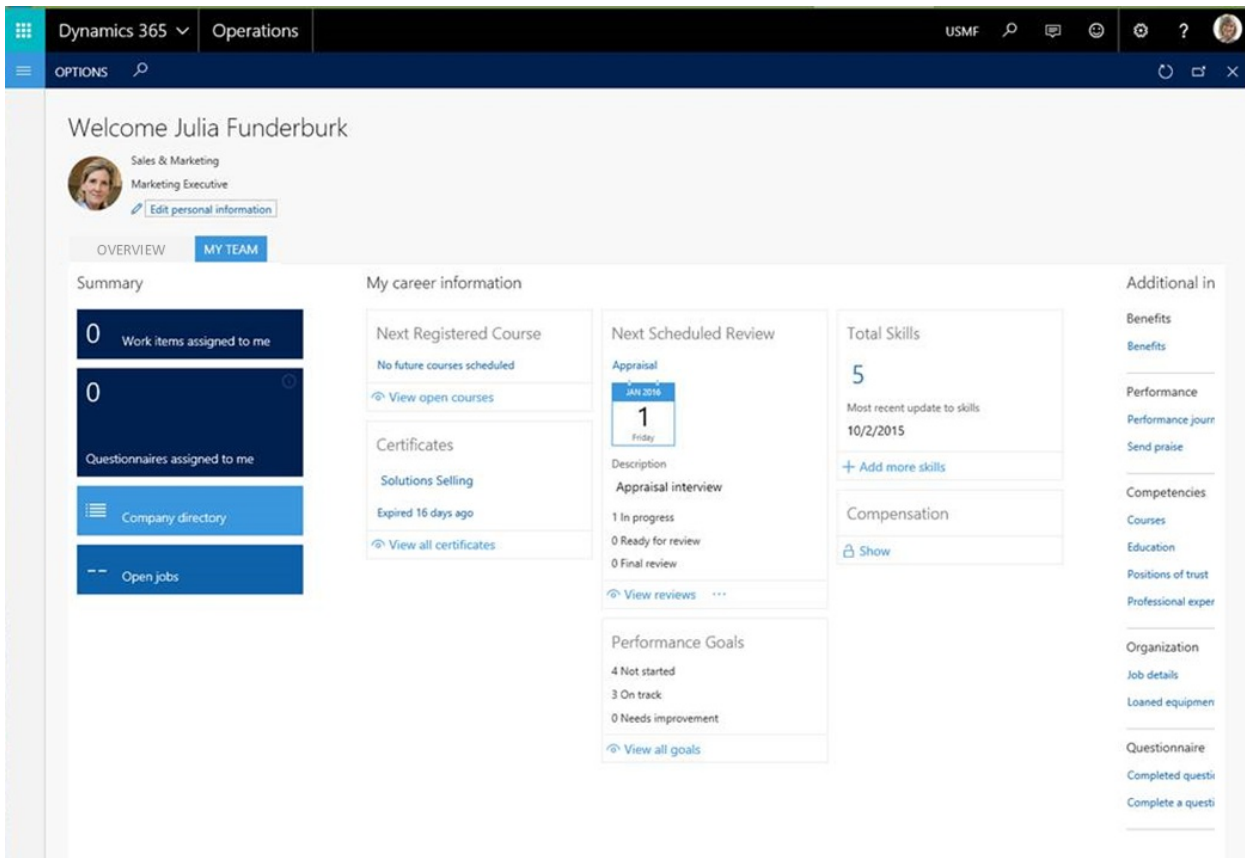 Dynamics 365 Operations USMF ?
OPTIONS
Welcome Julia Funderburk
Sales & Marketing
Marketing Executive
Edit personal information
OVERVIEW MY TEAM
Summary
0 Work items assigned to me
0
Questionnaires assigned to me
Company directory
-- Open jobs
My career information
Next Registered Course
No future courses scheduled
View open courses
Certificates
Solutions Selling
Expired 16 days ago
View all certificates
Next Scheduled Review
Appraisal
JAN 2016
1
Friday
Description
Appraisal interview
1 In progress
0 Ready for review
0 Final review
View reviews ...
Performance Goals
4 Not started
3 On track
0 Needs improvement
View all goals
Total Skills
5
Most recent update to skills
10/2/2015
+ Add more skills
Compensation
Show
Additional in
Benefits
Benefits
Performance
Performance journ
Send praise
Competencies
Courses
Education
Positions of trust
Professional exper
Organization
Job details
Loaned equipmen
Questionnaire
Completed questi
Complete a questi